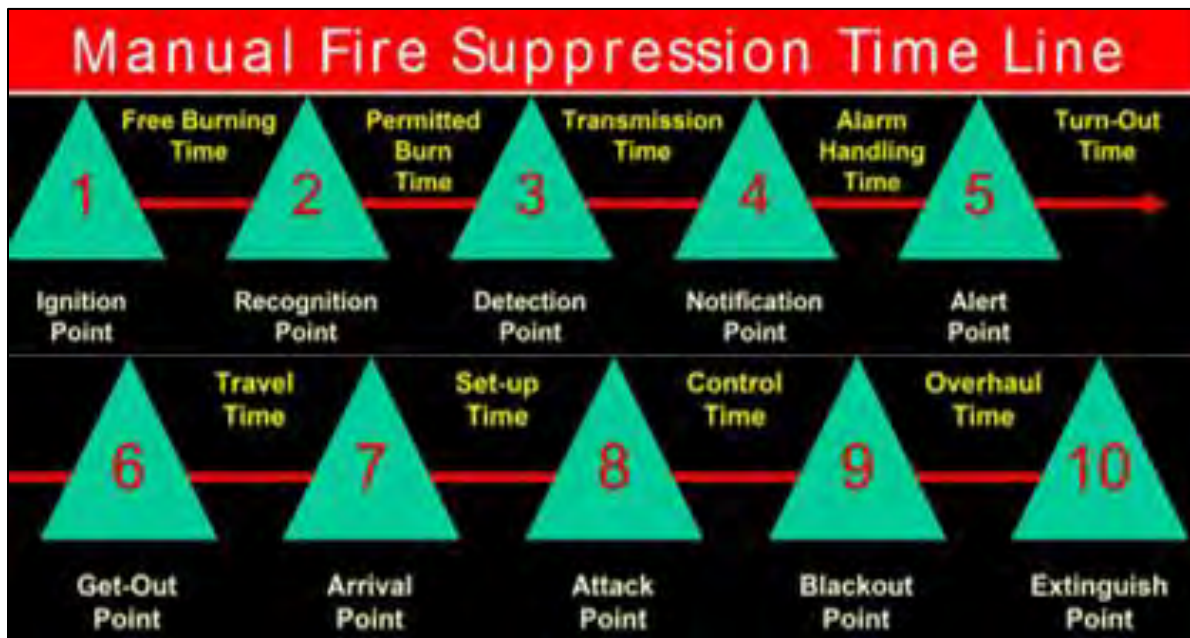 Manual Fire Suppression Time Line
Free Burning
Time
Permitted
Burn
Time
Transmission
Time
Alarm
Handling
Time
Turn-Out
Time
1
2
3
4
5
Ignition
Point
Recognition
Point
Detection
Point
Notification
Point
Alert
Point
Travel
Time
Set-up
Time
Control
Time
Overhaul
Time
6
7
8
9
10
Get-Out
Point
Arrival
Point
Attack
Point
Blackout
Point
Extinguish
Point